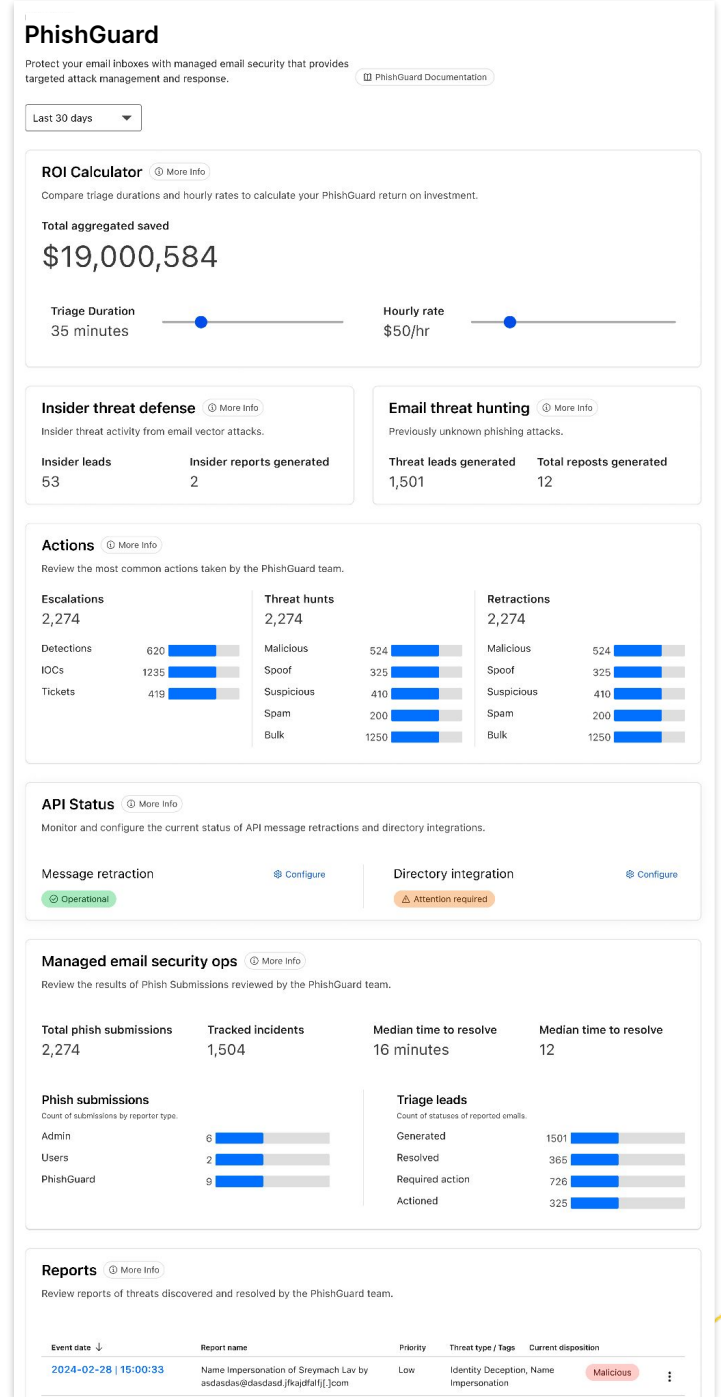 PhishGuard
Protect your email inboxes with managed email security that provides
targeted attack management and response.
PhishGuard Documentation
Last 30 days
ROI Calculator More Info
Compare triage durations and hourly rates to calculate your PhishGuard return on investment.
Total aggregated saved
$19,000,584
Triage Duration
35 minutes
Hourly rate
$50/hr
Insider threat defense More Info
Insider threat activity from email vector attacks.
Insider leads
53
Insider reports generated
2
Email threat hunting More Info
Previously unknown phishing attacks.
Threat leads generated
1,501
Total reposts generated
12
Actions More Info
Review the most common actions taken by the PhishGuard team.
Escalations
2,274
Detections 620
IOCs 1235
Tickets 419
Threat hunts
2,274
Malicious 524
Spoof 325
Suspicious 410
Spam 200
Bulk 1250
Retractions
2,274
Malicious 524
Spoof 325
Suspicious 410
Spam 200
Bulk 1250
API Status More Info
Monitor and configure the current status of API message retractions and directory integrations.
Message retraction Configure
Operational
Directory integration Configure
Attention required
Managed email security ops More Info
Review the results of Phish Submissions reviewed by the PhishGuard team.
Total phish submissions
2,274
Tracked incidents
1,504
Median time to resolve
16 minutes
Median time to resolve
12
Phish submissions
Count of submissions by reporter type.
Admin 6
Users 2
PhishGuard 9
Triage leads
Count of statuses of reported emails.
Generated 1501
Resolved 365
Required action 726
Actioned 325
Reports More Info
Review reports of threats discovered and resolved by the PhishGuard team.
Event date ↓ Report name Priority Threat type / Tags Current disposition
2024-02-28 | 15:00:33
Name Impersonation of Sreymach Lav by
asdasdas@dasdasd.jfkajdfalfj[.]com
Low
Identity Deception, Name
Impersonation
Malicious